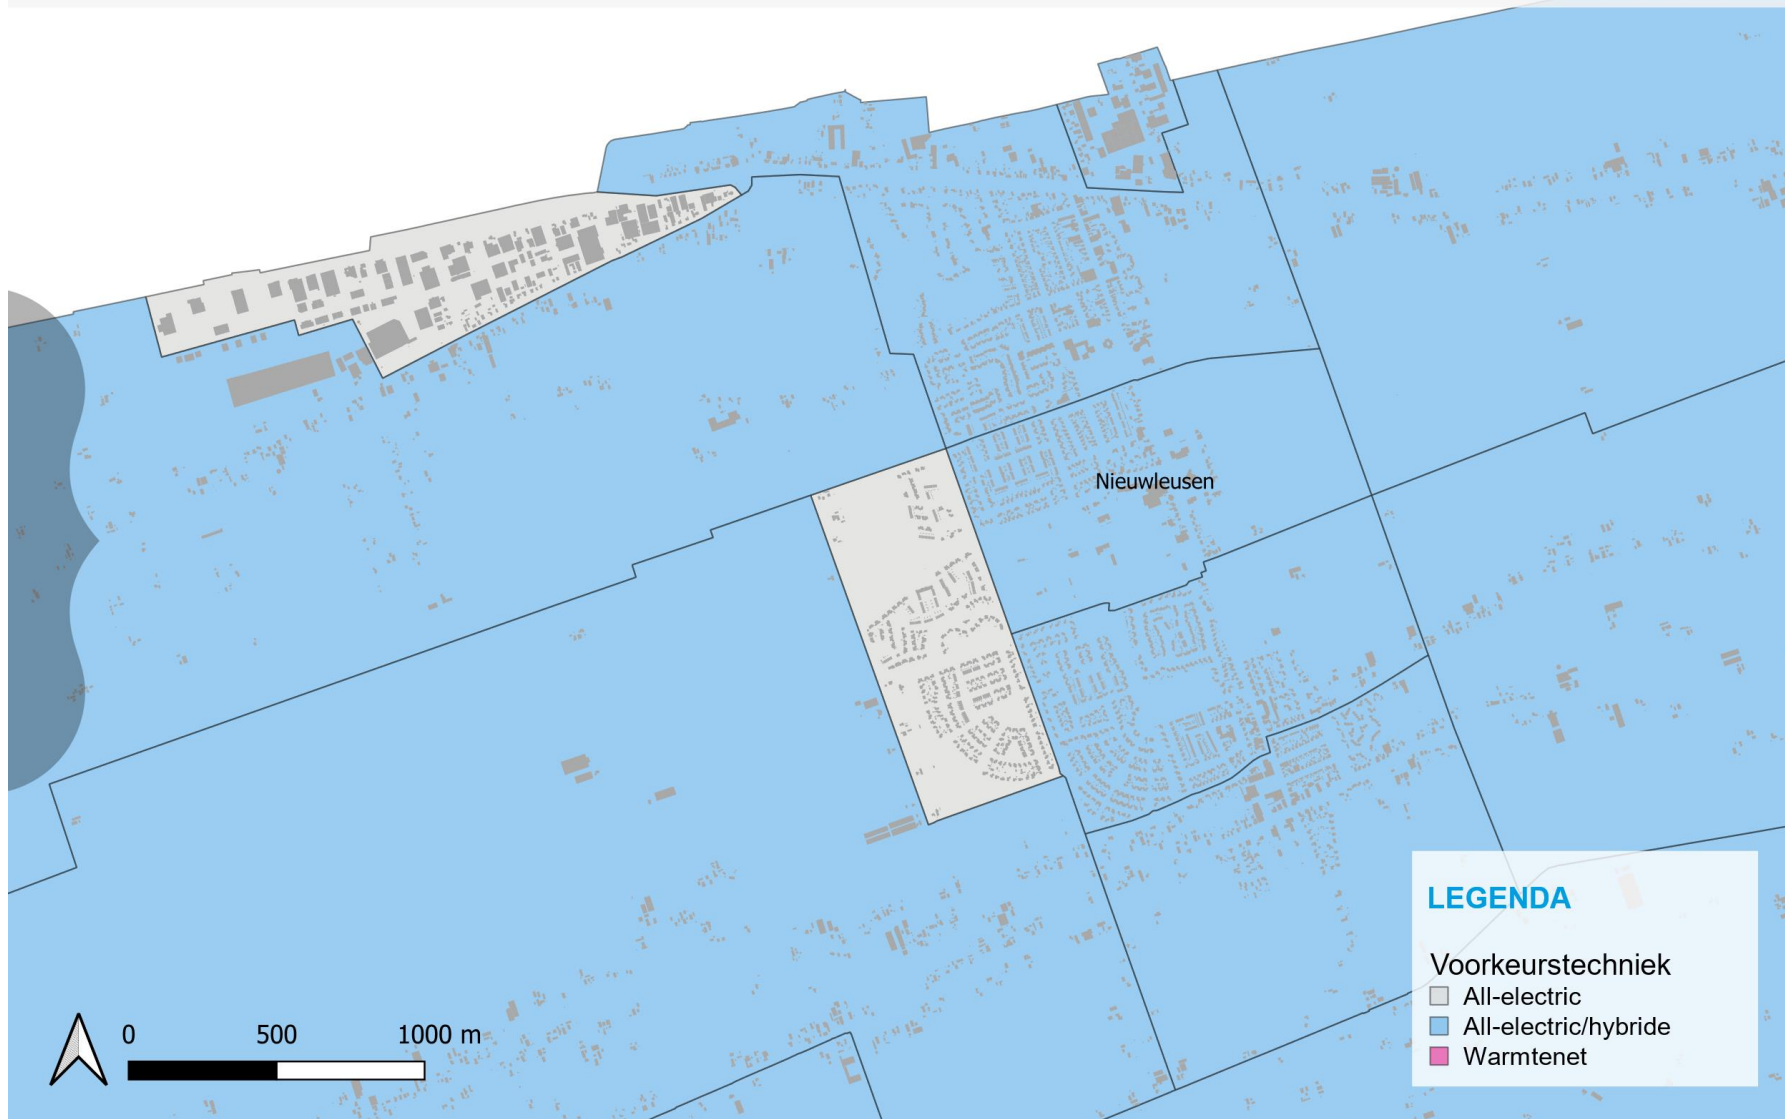 Nieuwleusen
LEGENDA
Voorkeurstechniek
All-electric
All-electric/hybride
Warmtenet
0 500 1000 m